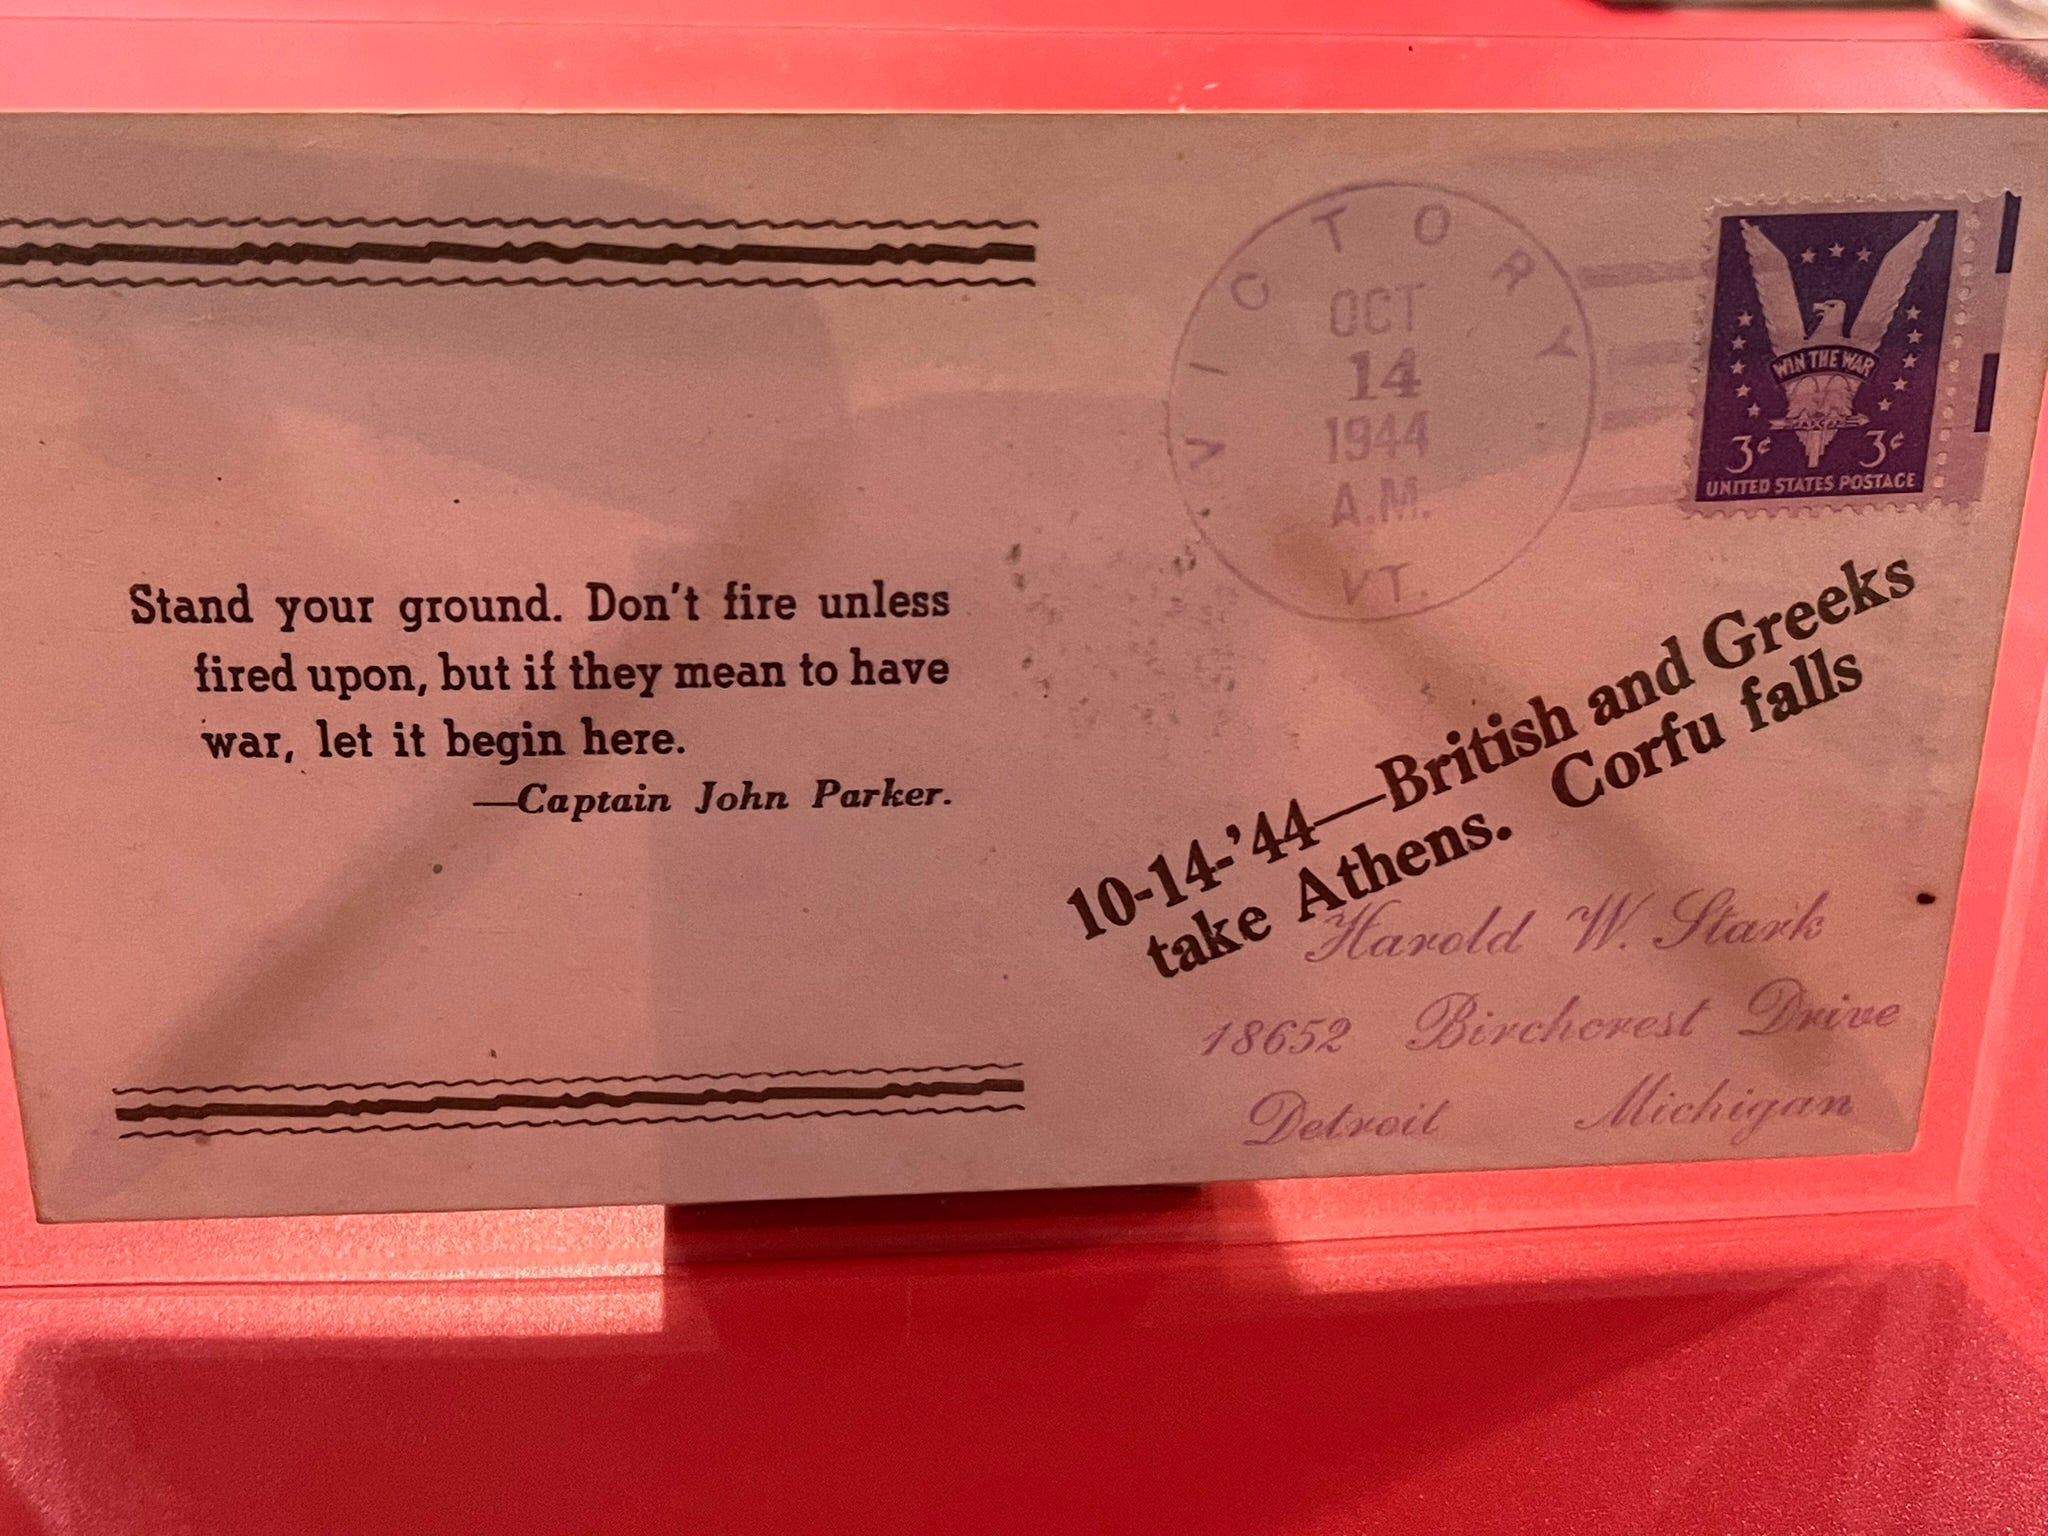 VICTORY
OCT
14
1944
A.M.
VT.
WIN THE WAR
3¢ 3¢
UNITED STATES POSTAGE
Stand your ground. Don't fire unless
fired upon, but if they mean to have
war, let it begin here.
—Captain John Parker.
10-14-'44—British and Greeks
take Athens. Corfu falls
Harold W. Stark
18652 Birchcrest Drive
Detroit Michigan